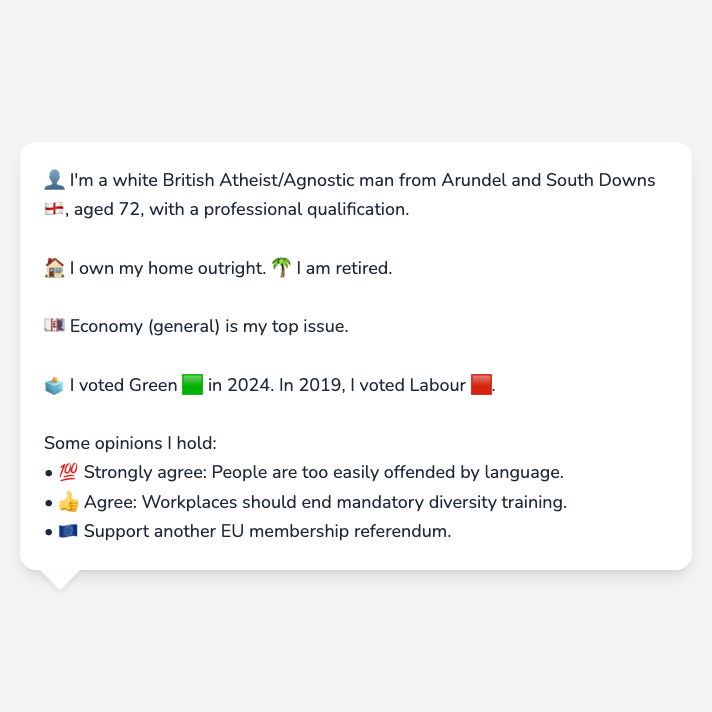 👤 I'm a white British Atheist/Agnostic man from Arundel and South Downs
🏴󠁧󠁢󠁥󠁮󠁧󠁿, aged 72, with a professional qualification.
🏠 I own my home outright. 🌴 I am retired.
💷 Economy (general) is my top issue.
🗳️ I voted Green 🟩 in 2024. In 2019, I voted Labour 🟥.
Some opinions I hold:
• 💯 Strongly agree: People are too easily offended by language.
• 👍 Agree: Workplaces should end mandatory diversity training.
• 🇪🇺 Support another EU membership referendum.